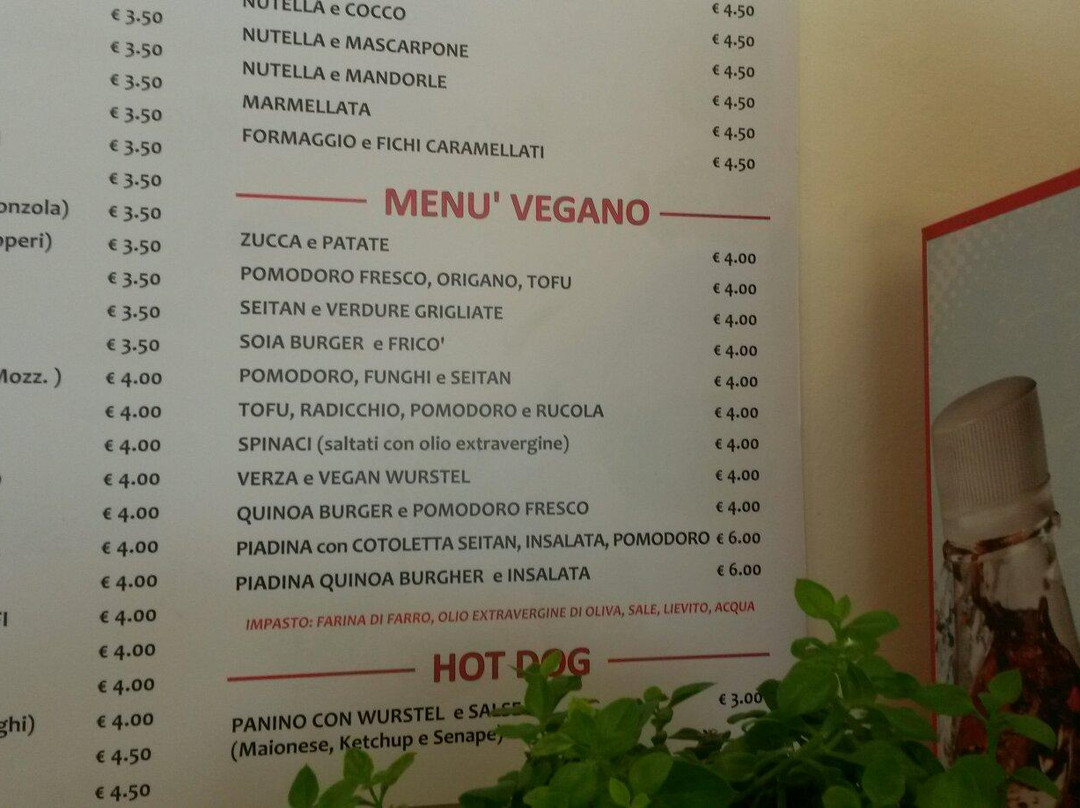 € 3.50
€ 3.50
€ 3.50
€ 3.50
€ 3.50
€ 3.50
onzola) € 3.50
pperi) € 3.50
€ 3.50
€ 3.50
€ 3.50
Mozz. ) € 4.00
€ 4.00
€ 4.00
€ 4.00
€ 4.00
€ 4.00
€ 4.00
€ 4.00
€ 4.00
€ 4.00
ghi) € 4.00
€ 4.50
€ 4.50
NUTELLA e COCCO € 4.50
NUTELLA e MASCARPONE € 4.50
NUTELLA e MANDORLE € 4.50
MARMELLATA € 4.50
FORMAGGIO e FICHI CARAMELLATI € 4.50
€ 4.50
MENU' VEGANO
ZUCCA e PATATE € 4.00
POMODORO FRESCO, ORIGANO, TOFU € 4.00
SEITAN e VERDURE GRIGLIATE € 4.00
SOIA BURGER e FRICO' € 4.00
POMODORO, FUNGHI e SEITAN € 4.00
TOFU, RADICCHIO, POMODORO e RUCOLA € 4.00
SPINACI (saltati con olio extravergine) € 4.00
VERZA e VEGAN WURSTEL € 4.00
QUINOA BURGER e POMODORO FRESCO € 4.00
PIADINA con COTOLETTA SEITAN, INSALATA, POMODORO € 6.00
PIADINA QUINOA BURGHER e INSALATA € 6.00
IMPASTO: FARINA DI FARRO, OLIO EXTRAVERGINE DI OLIVA, SALE, LIEVITO, ACQUA
HOT DOG
PANINO CON WURSTEL e SALSE € 3.00
(Maionese, Ketchup e Senape)